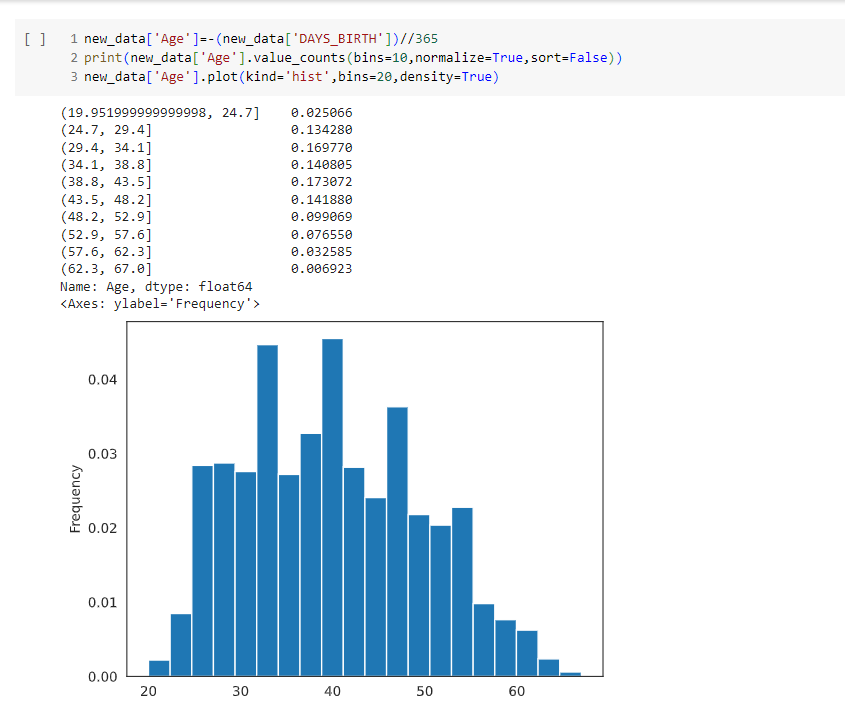 [ ]
1 new_data['Age']=-(new_data['DAYS_BIRTH'])//365
2 print(new_data['Age'].value_counts(bins=10,normalize=True,sort=False))
3 new_data['Age'].plot(kind='hist',bins=20,density=True)
(19.951999999999998, 24.7] 0.025066
(24.7, 29.4] 0.134280
(29.4, 34.1] 0.169770
(34.1, 38.8] 0.140805
(38.8, 43.5] 0.173072
(43.5, 48.2] 0.141880
(48.2, 52.9] 0.099069
(52.9, 57.6] 0.076550
(57.6, 62.3] 0.032585
(62.3, 67.0] 0.006923
Name: Age, dtype: float64
<Axes: ylabel='Frequency'>
0.04
0.03
Frequency
0.02
0.01
0.00
20 30 40 50 60